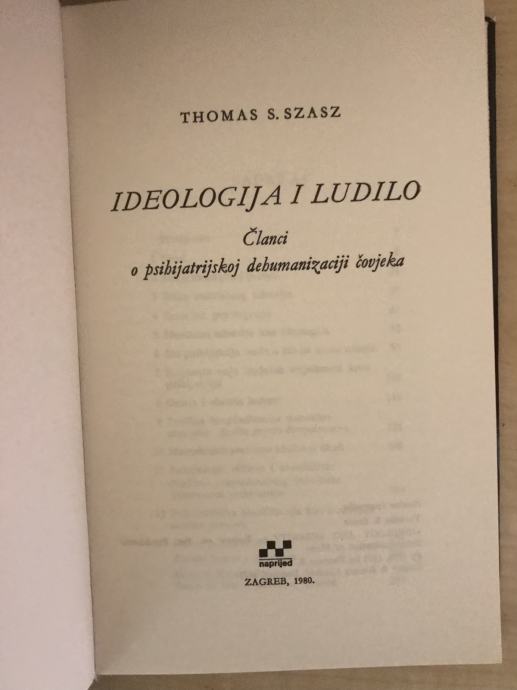 THOMAS S. SZASZ
IDEOLOGIJA I LUDILO
Članci
o psihijatrijskoj dehumanizaciji čovjeka
naprijed
ZAGREB, 1980.